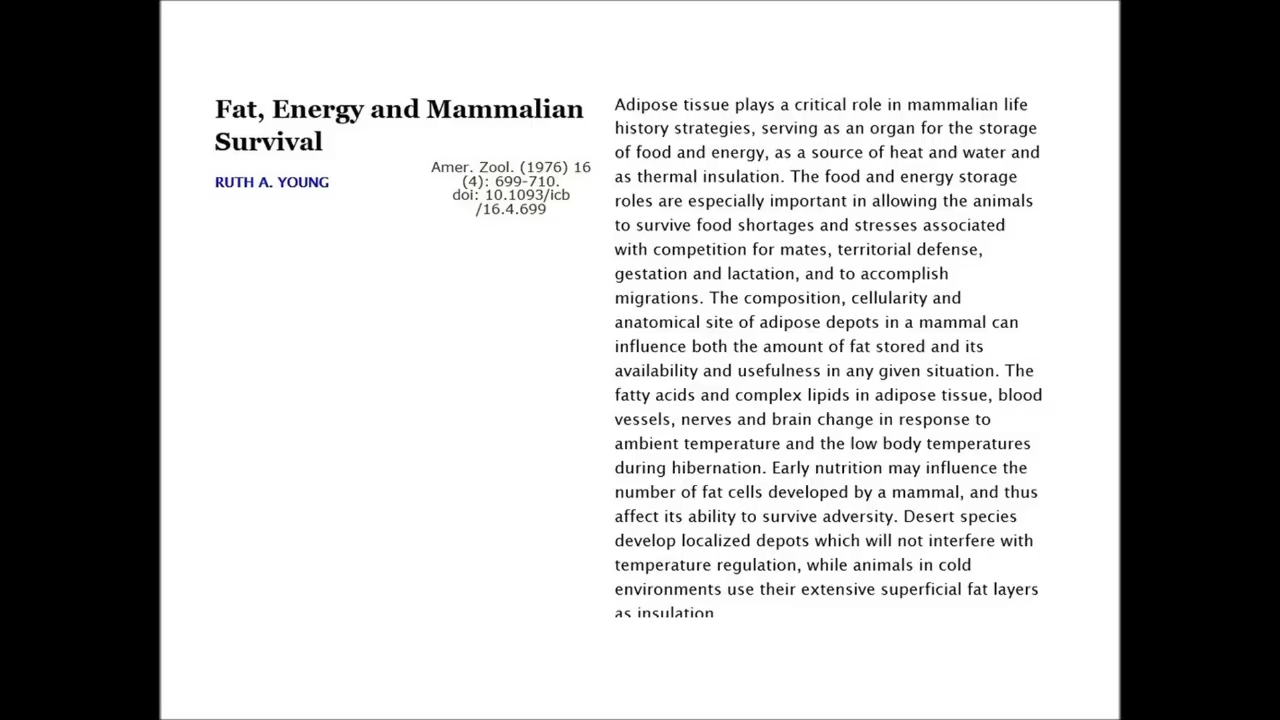 Fat, Energy and Mammalian
Survival
RUTH A. YOUNG
Amer. Zool. (1976) 16
(4): 699-710.
doi: 10.1093/icb
/16.4.699
Adipose tissue plays a critical role in mammalian life
history strategies, serving as an organ for the storage
of food and energy, as a source of heat and water and
as thermal insulation. The food and energy storage
roles are especially important in allowing the animals
to survive food shortages and stresses associated
with competition for mates, territorial defense,
gestation and lactation, and to accomplish
migrations. The composition, cellularity and
anatomical site of adipose depots in a mammal can
influence both the amount of fat stored and its
availability and usefulness in any given situation. The
fatty acids and complex lipids in adipose tissue, blood
vessels, nerves and brain change in response to
ambient temperature and the low body temperatures
during hibernation. Early nutrition may influence the
number of fat cells developed by a mammal, and thus
affect its ability to survive adversity. Desert species
develop localized depots which will not interfere with
temperature regulation, while animals in cold
environments use their extensive superficial fat layers
as insulation